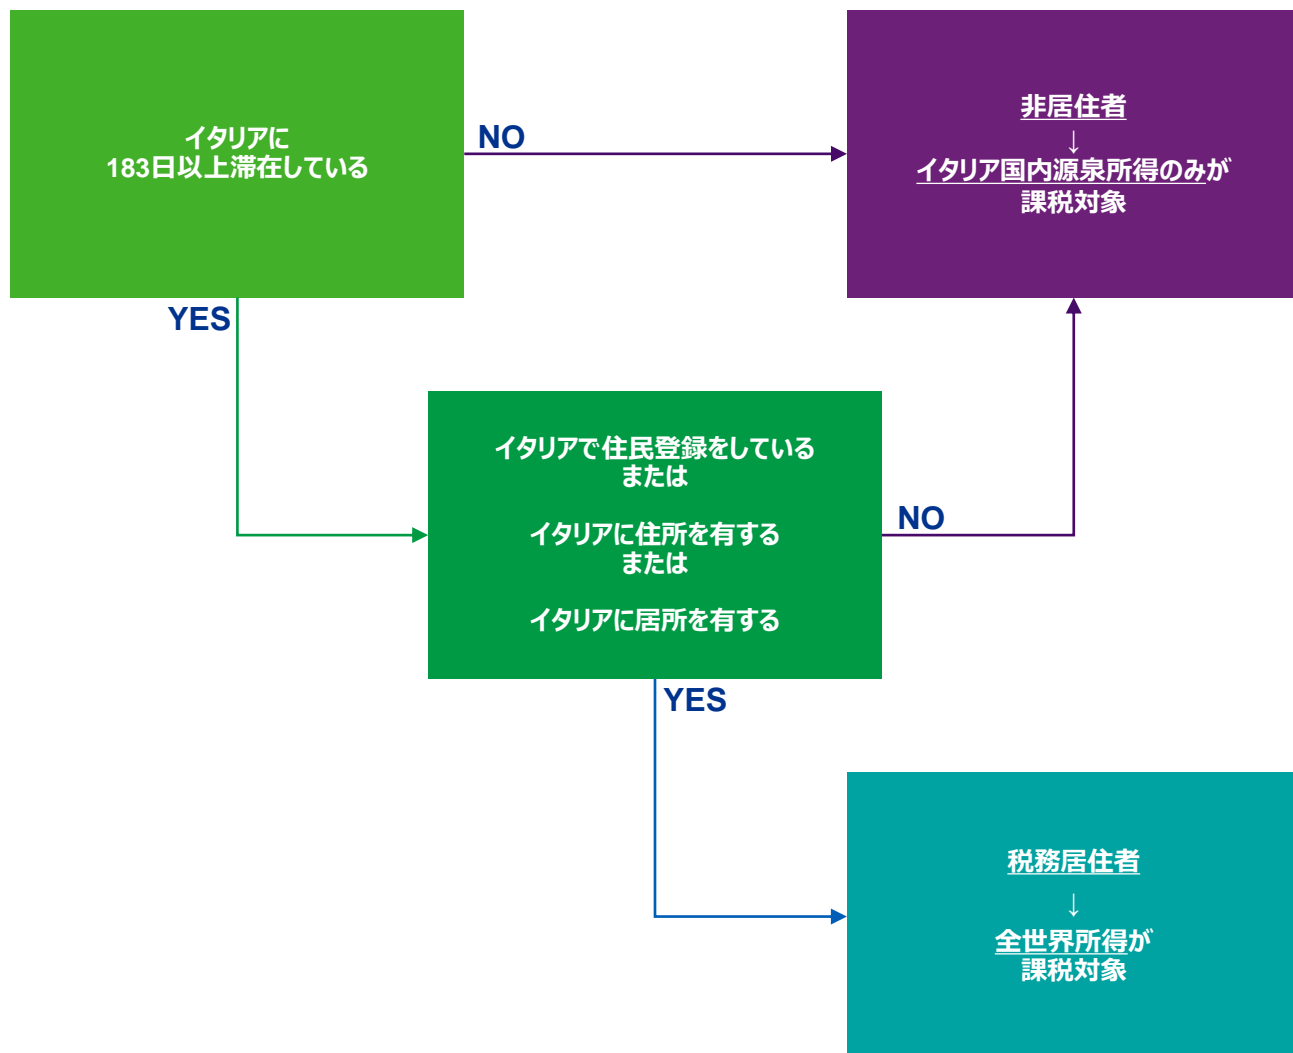 イタリアに
183日以上滞在している
NO
非居住者
↓
イタリア国内源泉所得のみが
課税対象
YES
イタリアで住民登録をしている
または
イタリアに住所を有する
または
イタリアに居所を有する
NO
YES
税務居住者
↓
全世界所得が
課税対象